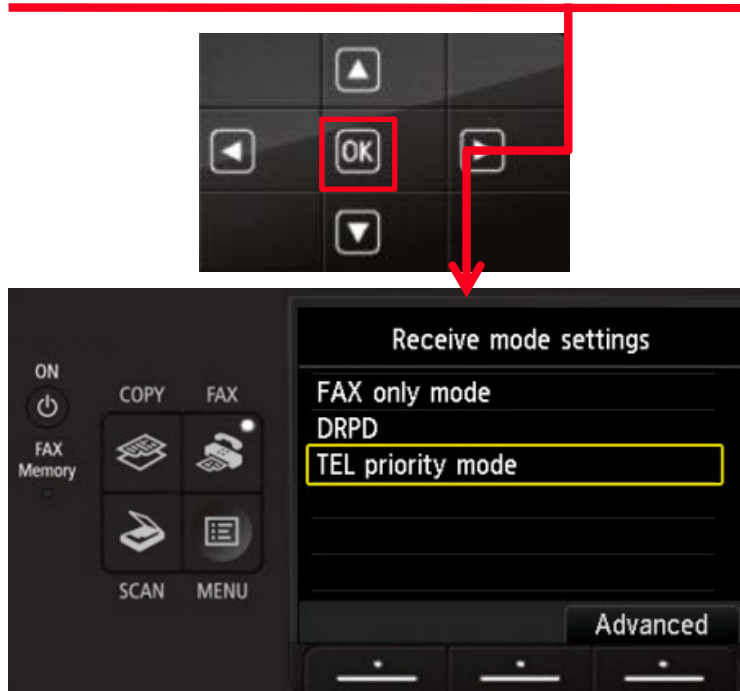 OK
Receive mode settings
ON
COPY FAX
FAX only mode
DRPD
FAX
Memory
TEL priority mode
SCAN MENU
Advanced